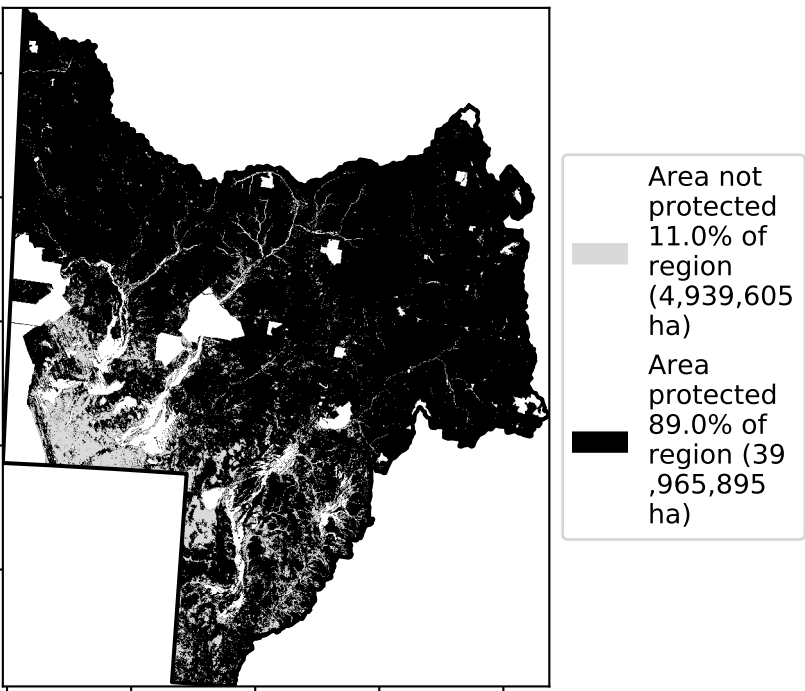 Area not
protected
11.0% of
region
(4,939,605
ha)
Area
protected
89.0% of
region (39
,965,895
ha)